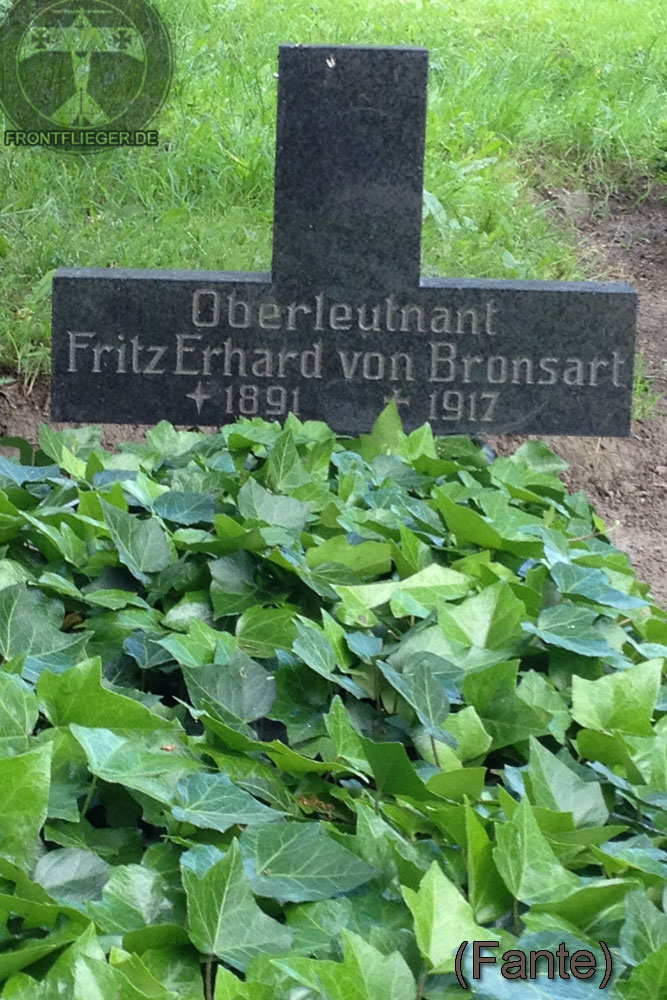 FRONTFLIEGER.DE
Oberleutnant
Fritz Erhard von Bronsart
1891 1917
(Fante)